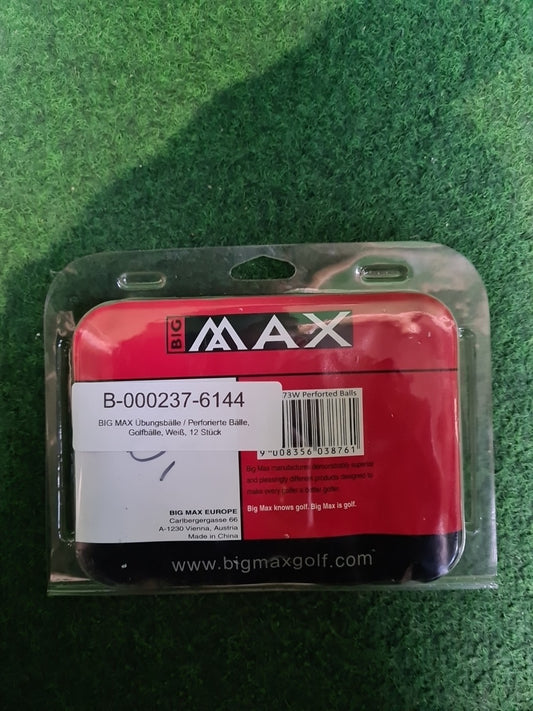 BIG MAX
B-000237-6144
BIG MAX Übungsbälle / Perforierte Bälle,
Golfbälle, Weiß, 12 Stück
73W Perforted Balls
9 008356 038761
Big Max manufactures demonstrably superior
and pleasingly different products designed to
make every golfer a better golfer.
Big Max knows golf. Big Max is golf.
BIG MAX EUROPE
Carlbergergasse 66
A-1230 Vienna, Austria
Made in China
www.bigmaxgolf.com